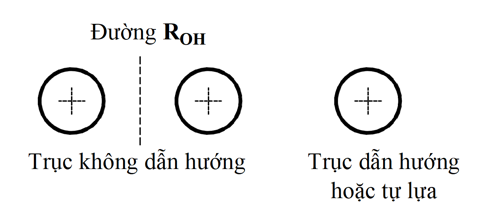 Đường R_OH
Trục không dẫn hướng
Trục dẫn hướng
hoặc tự lựa